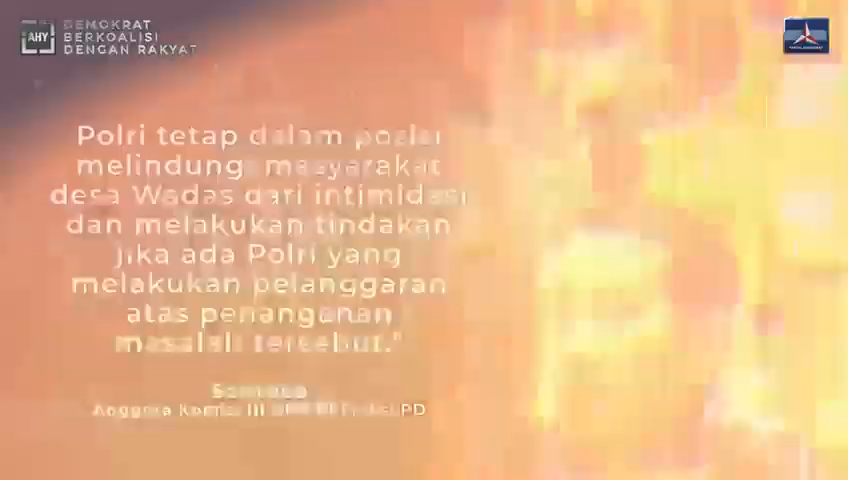 AHY
DEMOKRAT
BERKOALISI
DENGAN RAKYAT
Polri tetap dalam posisi
melindungi masyarakat
desa Wadas dari intimidasi
dan melakukan tindakan
jika ada Polri yang
melakukan pelanggaran
atas penanganan
masalah tersebut."
Santoso
Anggota Komisi III